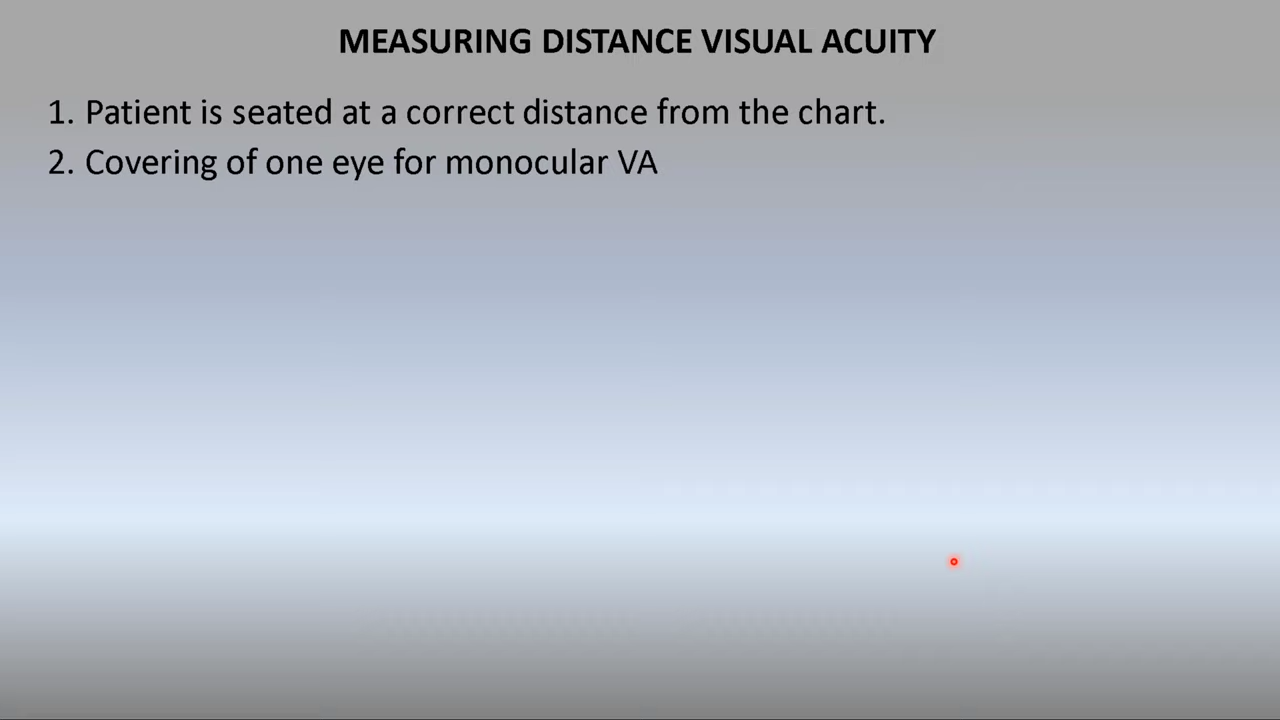 MEASURING DISTANCE VISUAL ACUITY
1. Patient is seated at a correct distance from the chart.
2. Covering of one eye for monocular VA